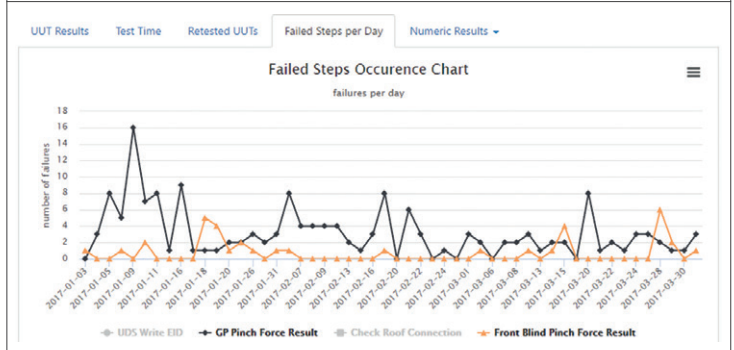 UUT Results Test Time Retested UUTs Failed Steps per Day Numeric Results
Failed Steps Occurence Chart
failures per day
number of failures
18
16
14
12
10
8
6
4
2
0
2017-01-03 2017-01-05 2017-01-09 2017-01-11 2017-01-16 2017-01-18 2017-01-20 2017-01-26 2017-01-31 2017-02-07 2017-02-09 2017-02-13 2017-02-16 2017-02-20 2017-02-22 2017-02-24 2017-03-01 2017-03-06 2017-03-08 2017-03-13 2017-03-16 2017-03-20 2017-03-22 2017-03-24 2017-03-28 2017-03-30
UDS Write EID GP Pinch Force Result Check Roof Connection Front Blind Pinch Force Result